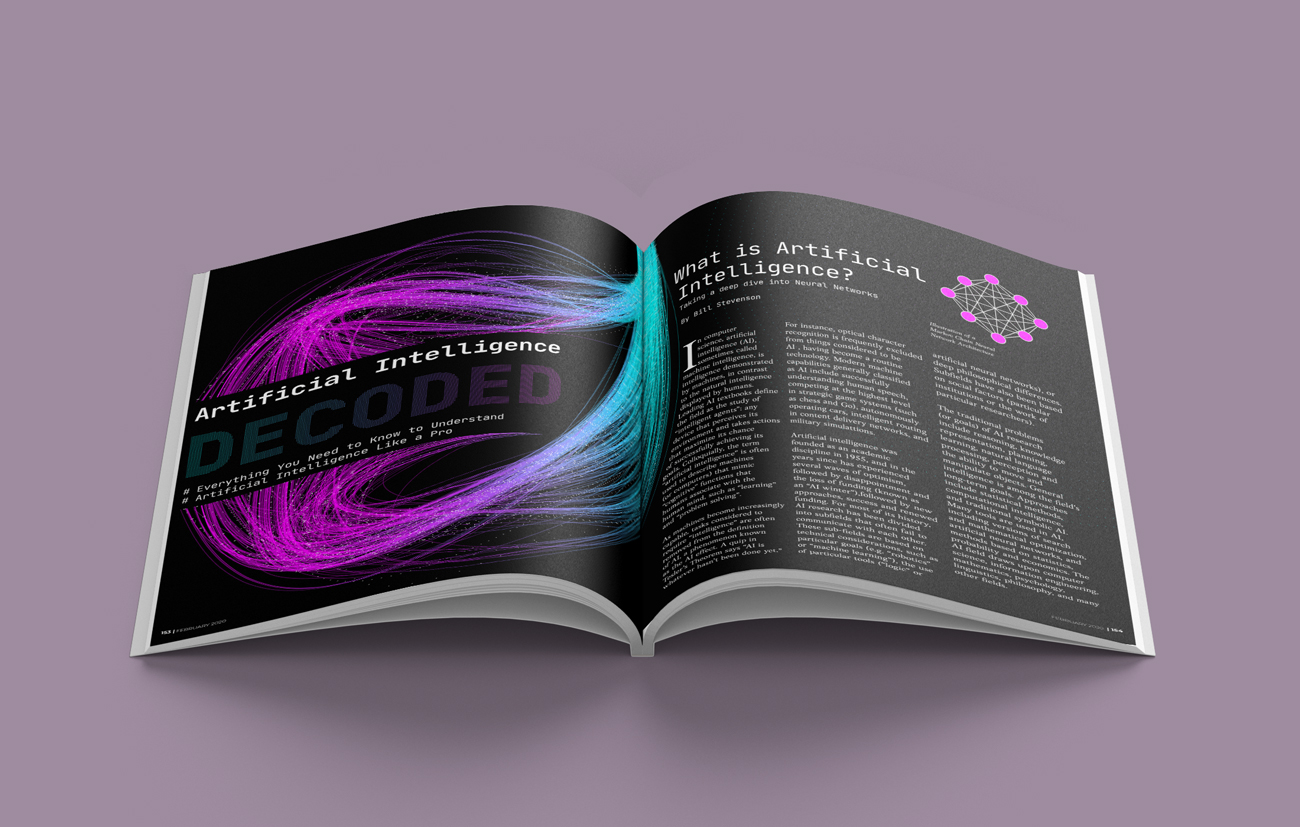 Artificial Intelligence
DECODED
# Everything You Need to Know to Understand
# Artificial Intelligence Like a Pro
153 | FEBRUARY 2020
What is Artificial
Intelligence?
Taking a deep dive into Neural Networks
By Bill Stevenson
In computer
science, artificial
intelligence (AI),
sometimes called
machine intelligence, is
intelligence demonstrated
by machines, in contrast
to the natural intelligence
displayed by humans.
Leading AI textbooks define
the field as the study of
"intelligent agents": any
device that perceives its
environment and takes actions
that maximize its chance
of successfully achieving its
goals. Colloquially, the term
"artificial intelligence" is often
used to describe machines
(or computers) that mimic
"cognitive" functions that
humans associate with the
human mind, such as "learning"
and "problem solving".
As machines become increasingly
capable, tasks considered to
require "intelligence" are often
removed from the definition
of AI, a phenomenon known
as the AI effect. A quip in
Tesler's Theorem says "AI is
whatever hasn't been done yet."
For instance, optical character
recognition is frequently excluded
from things considered to be
AI , having become a routine
technology. Modern machine
capabilities generally classified
as AI include successfully
understanding human speech,
competing at the highest level
in strategic game systems (such
as chess and Go), autonomously
operating cars, intelligent routing
in content delivery networks, and
military simulations.
Artificial intelligence was
founded as an academic
discipline in 1955, and in the
years since has experienced
several waves of optimism,
followed by disappointment and
the loss of funding (known as
an "AI winter"),followed by new
approaches, success and renewed
funding. For most of its history,
AI research has been divided
into subfields that often fail to
communicate with each other.
These sub-fields are based on
technical considerations, such as
particular goals (e.g. "robotics"
or "machine learning"), the use
of particular tools ("logic" or
Illustration of a
Markov Chain Neural
Network Architecture
artificial neural networks), or
deep philosophical differences.
Subfields have also been based
on social factors (particular
institutions or the work of
particular researchers).
The traditional problems
(or goals) of AI research
include reasoning, knowledge
representation, planning,
learning, natural language
processing, perception and
the ability to move and
manipulate objects. General
intelligence is among the field's
long-term goals. Approaches
include statistical methods,
computational intelligence,
and traditional symbolic AI.
Many tools are used in AI,
including versions of search
and mathematical optimization,
artificial neural networks, and
methods based on statistics,
probability and economics. The
AI field draws upon computer
science, information engineering,
mathematics, psychology,
linguistics, philosophy, and many
other fields.
FEBRUARY 2020 | 154